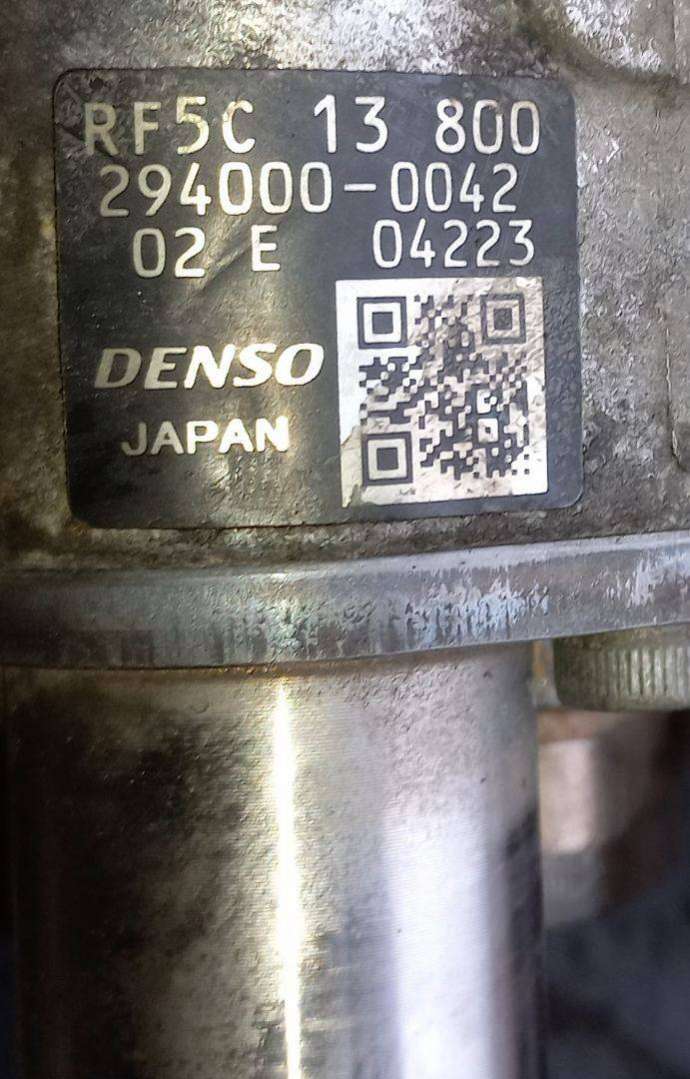 RF5C 13 800
294000-0042
02 E 04223
DENSO
JAPAN